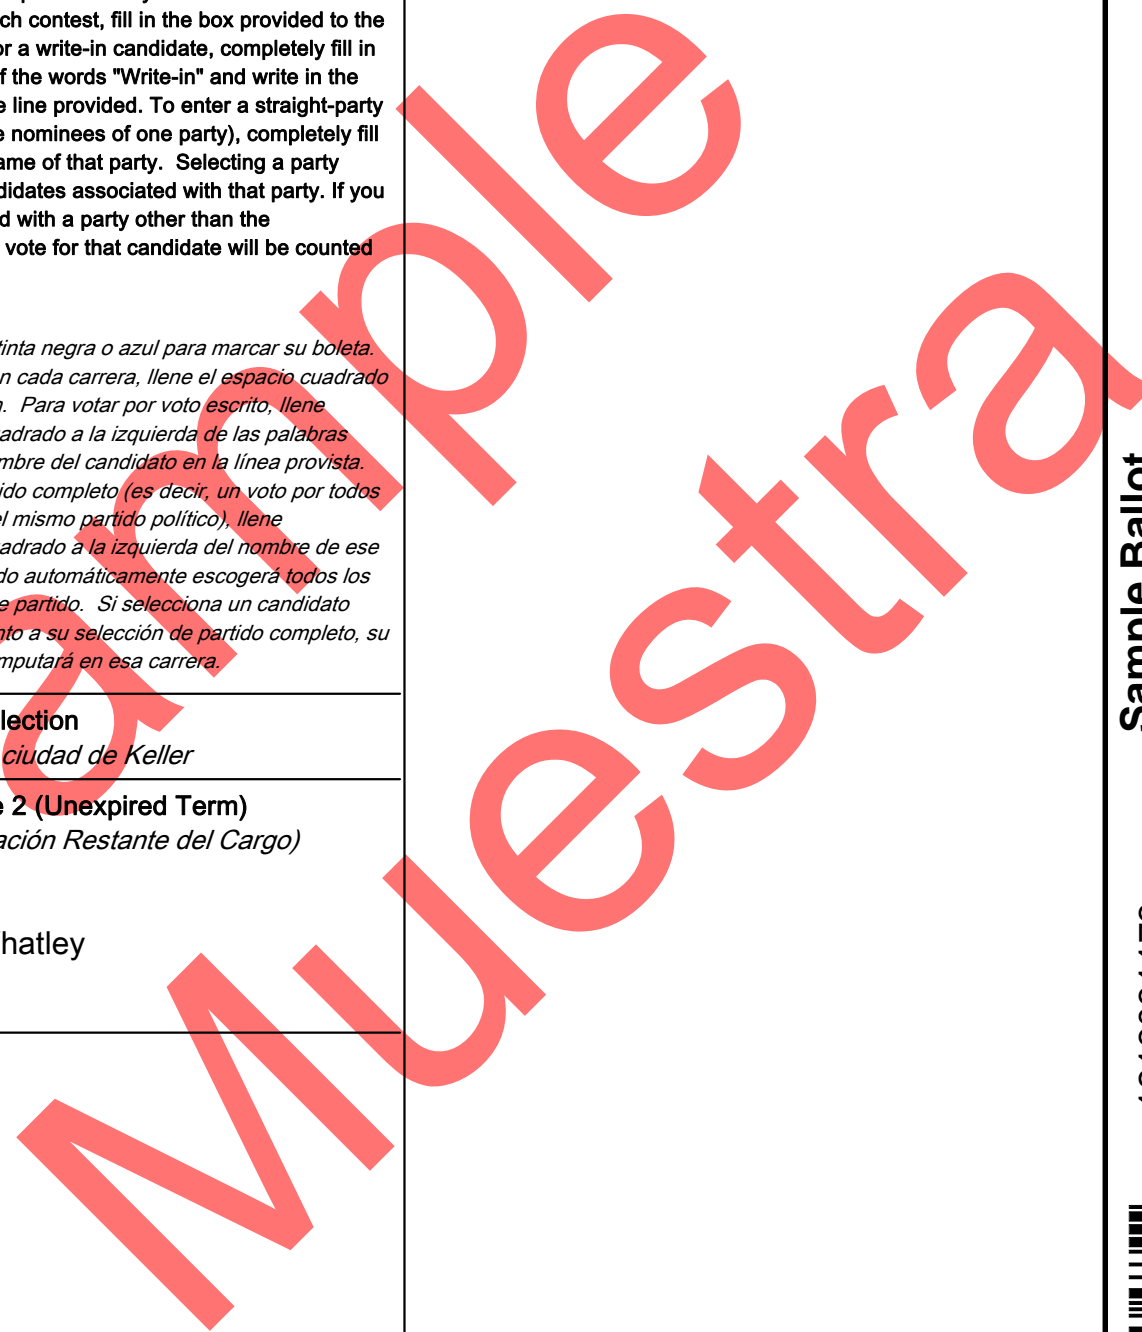 ch contest, fill in the box provided to the
or a write-in candidate, completely fill in
f the words "Write-in" and write in the
e line provided. To enter a straight-party
e nominees of one party), completely fill
ame of that party. Selecting a party
didates associated with that party. If you
d with a party other than the
vote for that candidate will be counted
tinta negra o azul para marcar su boleta.
n cada carrera, llene el espacio cuadrado
Para votar por voto escrito, llene
uadrado a la izquierda de las palabras
mbre del candidato en la línea provista.
ido completo (es decir, un voto por todos
el mismo partido político), llene
uadrado a la izquierda del nombre de ese
do automáticamente escogerá todos los
e partido. Si selecciona un candidato
nto a su selección de partido completo, su
mputará en esa carrera.
lection
ciudad de Keller
e 2 (Unexpired Term)
ación Restante del Cargo)
hatley
ample
Muestra
Sample Ballot